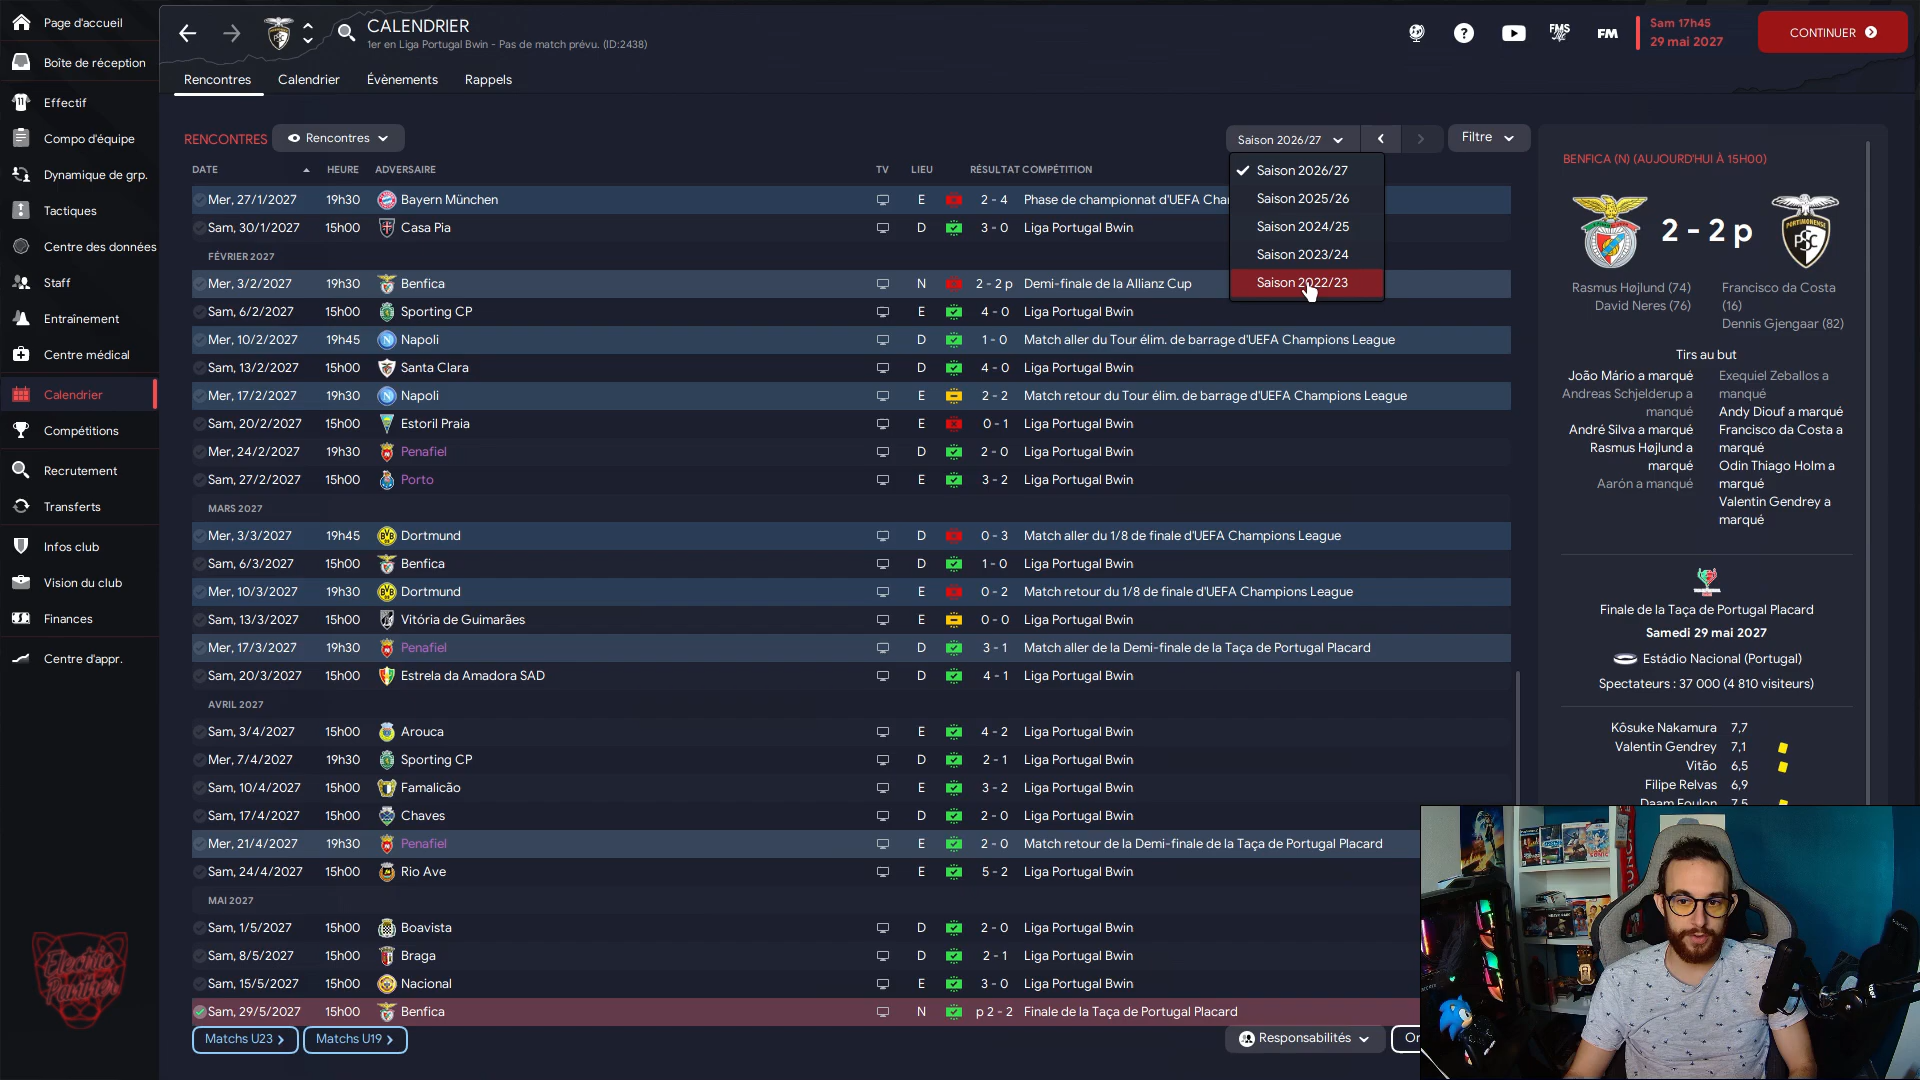 Page d'accueil
Boîte de réception
Effectif
Compo d'équipe
Dynamique de grp.
Tactiques
Centre des données
Staff
Entraînement
Centre médical
Calendrier
Compétitions
Recrutement
Transferts
Infos club
Vision du club
Finances
Centre d'appr.
Electric Panther
CALENDRIER
1er en Liga Portugal Bwin - Pas de match prévu. (ID:2438)
FMS
FM
Sam 17h45
29 mai 2027
CONTINUER
Rencontres Calendrier Évènements Rappels
RENCONTRES Rencontres
Saison 2026/27
Filtre
Saison 2026/27
Saison 2025/26
Saison 2024/25
Saison 2023/24
Saison 2022/23
DATE HEURE ADVERSAIRE TV LIEU RÉSULTAT COMPÉTITION
Mer, 27/1/2027 19h30 Bayern München E 2 - 4 Phase de championnat d'UEFA Cha
Sam, 30/1/2027 15h00 Casa Pia D 3 - 0 Liga Portugal Bwin
FÉVRIER 2027
Mer, 3/2/2027 19h30 Benfica N 2 - 2 p Demi-finale de la Allianz Cup
Sam, 6/2/2027 15h00 Sporting CP E 4 - 0 Liga Portugal Bwin
Mer, 10/2/2027 19h45 Napoli D 1 - 0 Match aller du Tour élim. de barrage d'UEFA Champions League
Sam, 13/2/2027 15h00 Santa Clara D 4 - 0 Liga Portugal Bwin
Mer, 17/2/2027 19h30 Napoli E 2 - 2 Match retour du Tour élim. de barrage d'UEFA Champions League
Sam, 20/2/2027 15h00 Estoril Praia E 0 - 1 Liga Portugal Bwin
Mer, 24/2/2027 19h30 Penafiel D 2 - 0 Liga Portugal Bwin
Sam, 27/2/2027 15h00 Porto E 3 - 2 Liga Portugal Bwin
MARS 2027
Mer, 3/3/2027 19h45 Dortmund D 0 - 3 Match aller du 1/8 de finale d'UEFA Champions League
Sam, 6/3/2027 15h00 Benfica D 1 - 0 Liga Portugal Bwin
Mer, 10/3/2027 19h30 Dortmund E 0 - 2 Match retour du 1/8 de finale d'UEFA Champions League
Sam, 13/3/2027 15h00 Vitória de Guimarães E 0 - 0 Liga Portugal Bwin
Mer, 17/3/2027 19h30 Penafiel D 3 - 1 Match aller de la Demi-finale de la Taça de Portugal Placard
Sam, 20/3/2027 15h00 Estrela da Amadora SAD D 4 - 1 Liga Portugal Bwin
AVRIL 2027
Sam, 3/4/2027 15h00 Arouca E 4 - 2 Liga Portugal Bwin
Mer, 7/4/2027 19h30 Sporting CP D 2 - 1 Liga Portugal Bwin
Sam, 10/4/2027 15h00 Famalicão E 3 - 2 Liga Portugal Bwin
Sam, 17/4/2027 15h00 Chaves D 2 - 0 Liga Portugal Bwin
Mer, 21/4/2027 19h30 Penafiel E 2 - 0 Match retour de la Demi-finale de la Taça de Portugal Placard
Sam, 24/4/2027 15h00 Rio Ave E 5 - 2 Liga Portugal Bwin
MAI 2027
Sam, 1/5/2027 15h00 Boavista D 2 - 0 Liga Portugal Bwin
Sam, 8/5/2027 15h00 Braga D 2 - 1 Liga Portugal Bwin
Sam, 15/5/2027 15h00 Nacional E 3 - 0 Liga Portugal Bwin
Sam, 29/5/2027 15h00 Benfica N p 2 - 2 Finale de la Taça de Portugal Placard
Matchs U23 Matchs U19
Responsabilités
Or
BENFICA (N) (AUJOURD'HUI À 15H00)
2 - 2 p
Rasmus Højlund (74)
David Neres (76)
Francisco da Costa
(16)
Dennis Gjengaar (82)
Tirs au but
João Mário a marqué
Andreas Schjelderup a
manqué
André Silva a marqué
Rasmus Højlund a
marqué
Aarón a manqué
Exequiel Zeballos a
manqué
Andy Diouf a marqué
Francisco da Costa a
marqué
Odin Thiago Holm a
marqué
Valentin Gendrey a
marqué
Finale de la Taça de Portugal Placard
Samedi 29 mai 2027
Estádio Nacional (Portugal)
Spectateurs : 37 000 (4 810 visiteurs)
Kôsuke Nakamura 7,7
Valentin Gendrey 7,1
Vitão 6,5
Filipe Relvas 6,9
Daam Foulon 7,5